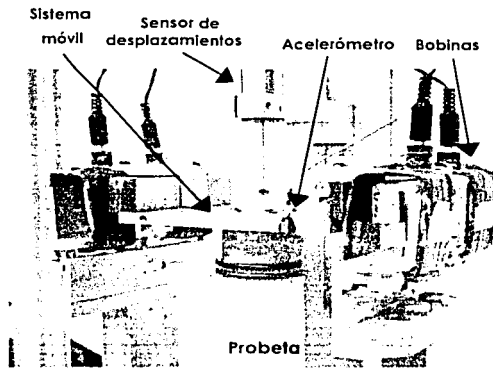 Sistema
móvil
Sensor de
desplazamientos
Acelerómetro
Bobinas
Probeta